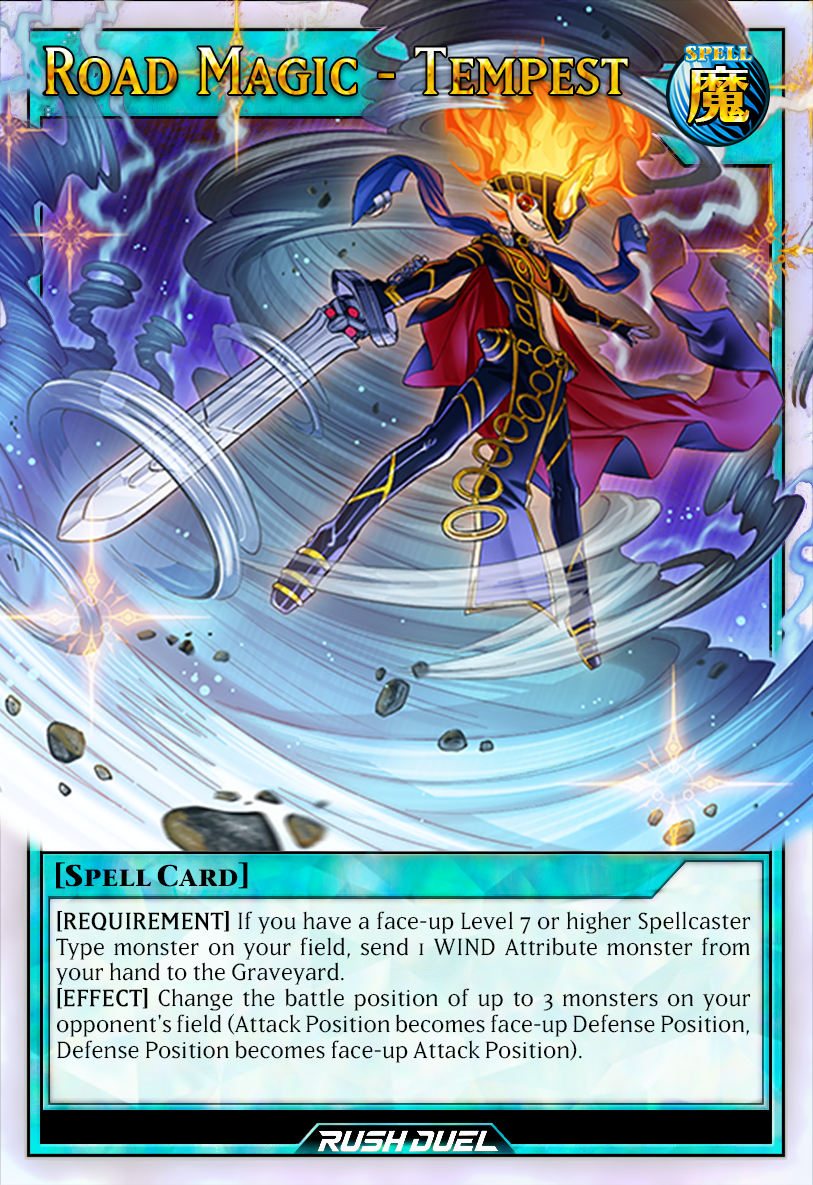 Road Magic - Tempest
SPELL
魔
[Spell Card]
[REQUIREMENT] If you have a face-up Level 7 or higher Spellcaster
Type monster on your field, send 1 WIND Attribute monster from
your hand to the Graveyard.
[EFFECT] Change the battle position of up to 3 monsters on your
opponent's field (Attack Position becomes face-up Defense Position,
Defense Position becomes face-up Attack Position).
RUSH DUEL